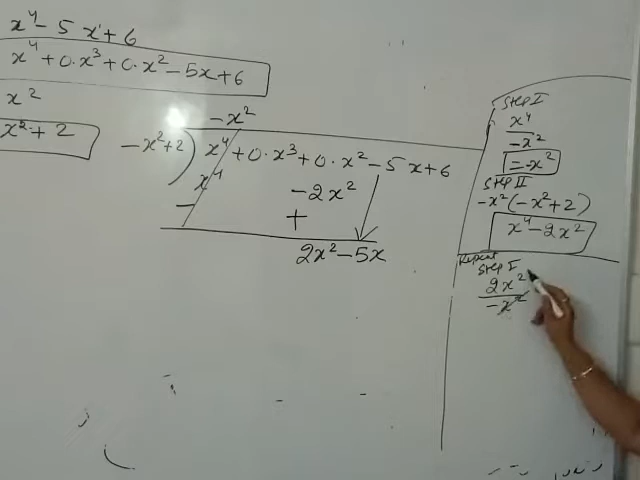 x⁴ - 5x + 6
x⁴ + 0·x³ + 0·x² - 5x + 6
x²
x² + 2
-x²
-x² + 2 ) x⁴ + 0·x³ + 0·x² - 5x + 6
x⁴ - 2x²
- +
2x² - 5x
STEP I
x⁴
-x²
= -x²
STEP II
-x²(-x² + 2)
x⁴ - 2x²
Repeat
STEP I
2x²
-x²